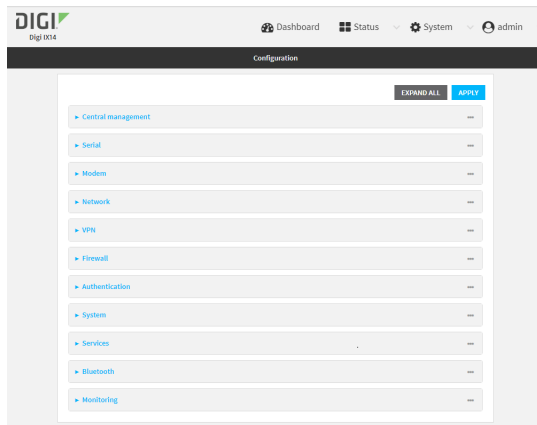 DIGI
Dashboard Status System admin
Digi IX14
Configuration
EXPAND ALL APPLY
Central management
Serial
Modem
Network
VPN
Firewall
Authentication
System
Services
Bluetooth
Monitoring